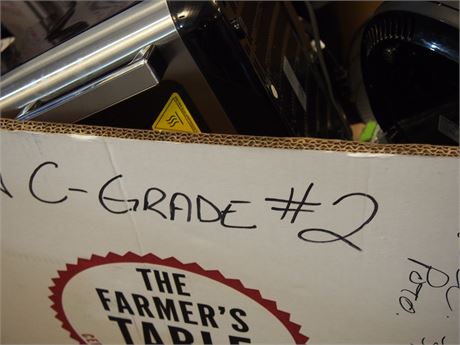 C-GRADE #2
THE
FARMER'S
TABLE